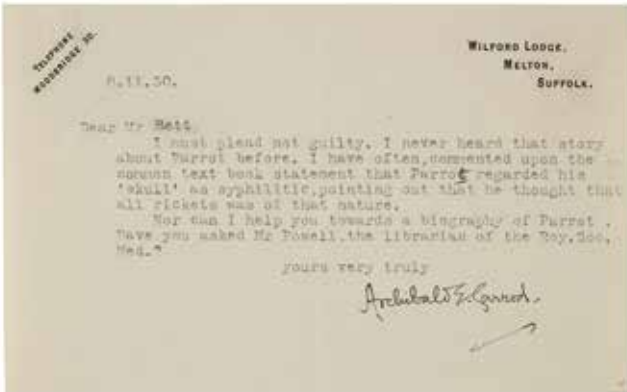 TELEPHONE
WOODBRIDGE 30.
WILFORD LODGE,
MELTON,
SUFFOLK.
8.11.30.
Dear Mr Hett
I must plead not guilty. I never heard that story
about Parrot before. I have often commented upon the
common text book statement that Parrot regarded his
'skull' as syphilitic, pointing out that he thought that
all rickets was of that nature.
Nor can I help you towards a biography of Parrot.
Have you asked Mr Powell, the librarian of the Roy. Soc.
Med."
yours very truly
Archibald E. Garrod.